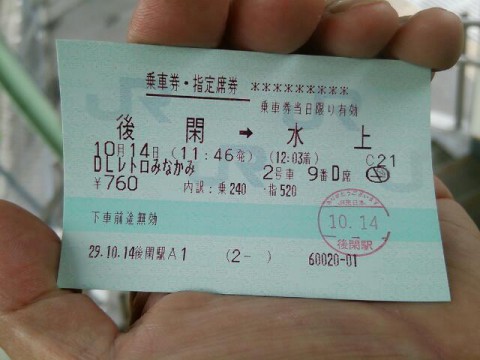 乗車券・指定席券 *********
乗車券当日限り有効
後閑 → 水上
10月14日 (11:46発) (12:03着) C21
DLレトロみなかみ 2号車 9番D席
¥760 内訳:乗240・指520
下車前途無効
10.14
後閑駅
29.10.14後閑駅A1 (2- ) 60020-01